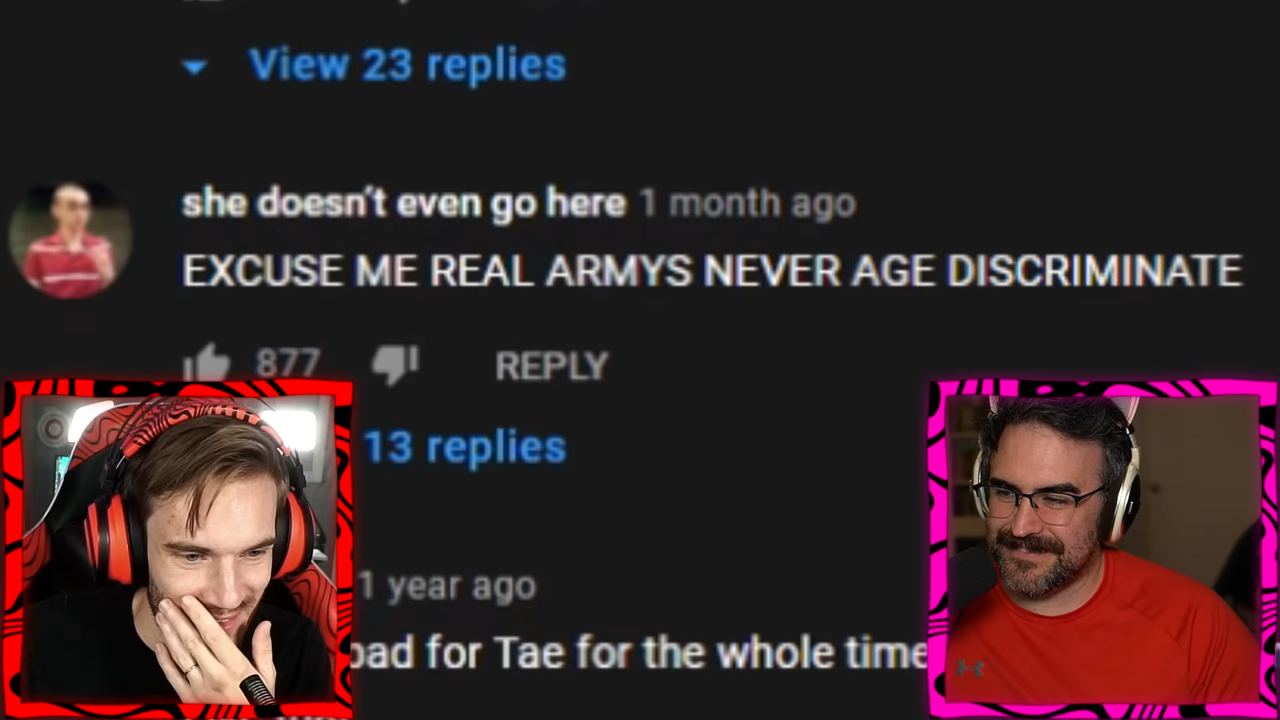 View 23 replies
she doesn't even go here 1 month ago
EXCUSE ME REAL ARMYS NEVER AGE DISCRIMINATE
877 REPLY
13 replies
1 year ago
for Tae for the whole time